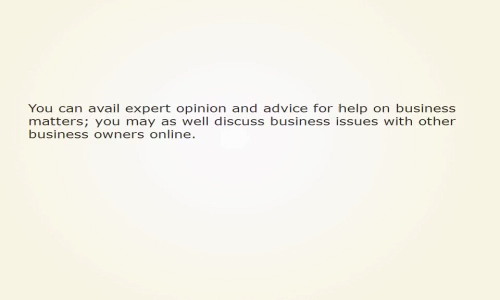 You can avail expert opinion and advice for help on business
matters; you may as well discuss business issues with other
business owners online.